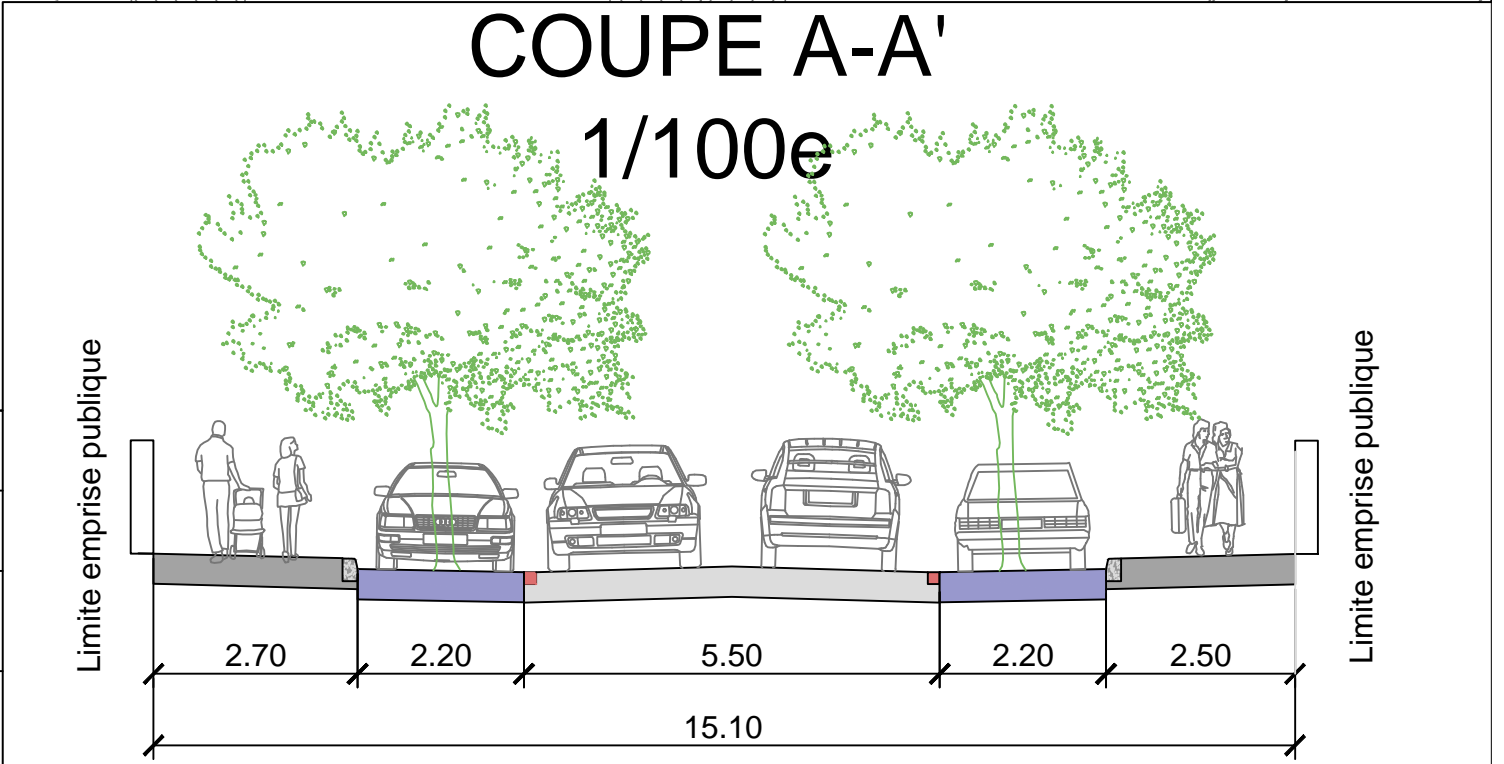 COUPE A-A'
1/100e
Limite emprise publique
Limite emprise publique
2.70 2.20 5.50 2.20 2.50
15.10